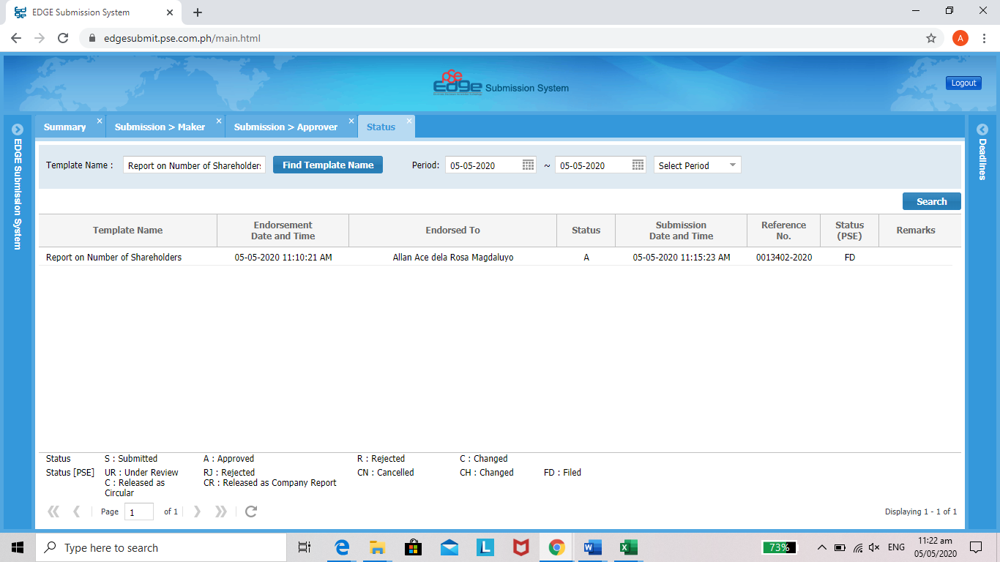 EDGE Submission System
edgesubmit.pse.com.ph/main.html
A
pse
EDGE Submission System
Logout
Summary
Submission > Maker
Submission > Approver
Status
EDGE Submission System
Deadlines
Template Name :
Report on Number of Shareholders
Find Template Name
Period:
05-05-2020
~
05-05-2020
Select Period
Search
Template Name
Endorsement
Date and Time
Endorsed To
Status
Submission
Date and Time
Reference
No.
Status
(PSE)
Remarks
Report on Number of Shareholders
05-05-2020 11:10:21 AM
Allan Ace dela Rosa Magdaluyo
A
05-05-2020 11:15:23 AM
0013402-2020
FD
Status
S : Submitted
A : Approved
R : Rejected
C : Changed
Status [PSE]
UR : Under Review
RJ : Rejected
CN : Cancelled
CH : Changed
FD : Filed
C : Released as
Circular
CR : Released as Company Report
Page
1
of 1
Displaying 1 - 1 of 1
Type here to search
L
73%
ENG
11:22 am
05/05/2020